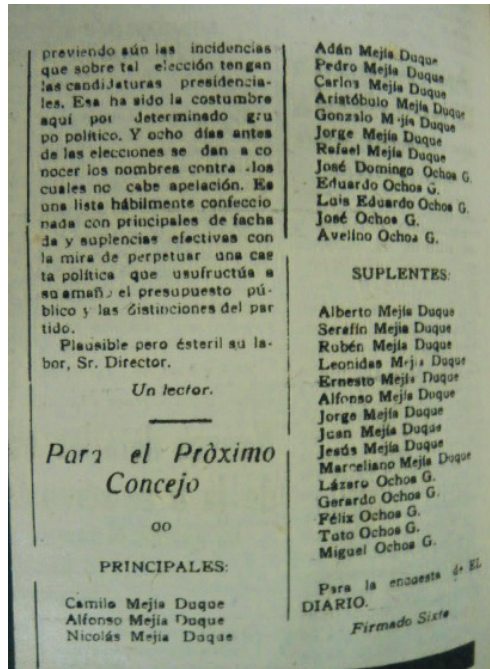 previendo aún las incidencias
que sobre tal elección tengan
las candidaturas presidencia-
les. Esa ha sido la costumbre
aquí por determinado gru
po político. Y ocho días antes
de las elecciones se dan a co
nocer los nombres contra los
cuales no cabe apelación. Es
una lista hábilmente confeccio
nada con principales de facha
da y suplencias efectivas con
la mira de perpetuar una cas
ta política que usufructúa a
su amaño el presupuesto pú-
blico y las distinciones del par
tido.
Plausible pero ésteril su la-
bor, Sr. Director.
Un lector.
Para el Pròximo
Concejo
oo
PRINCIPALES:
Camilo Mejía Duque
Alfonso Mejía Duque
Nicolás Mejía Duque
Adán Mejía Duque
Pedro Mejía Duque
Carlos Mejía Duque
Aristóbulo Mejía Duque
Gonzalo Mejía Duque
Jorge Mejía Duque
Rafael Mejía Duque
José Domingo Ochoa G.
Eduardo Ochoa G.
Luis Eduardo Ochoa G.
José Ochoa G.
Avelino Ochoa G.
SUPLENTES:
Alberto Mejía Duque
Serafín Mejía Duque
Rubén Mejía Duque
Leonidas Mejía Duque
Ernesto Mejía Duque
Alfonso Mejía Duque
Jorge Mejía Duque
Juan Mejía Duque
Jesús Mejía Duque
Marceliano Mejía Duque
Lázaro Ochoa G.
Gerardo Ochoa G.
Félix Ochoa G.
Toto Ochoa G.
Miguel Ochoa G.
Para la encuesta de EL
DIARIO.
Firmado Sixto